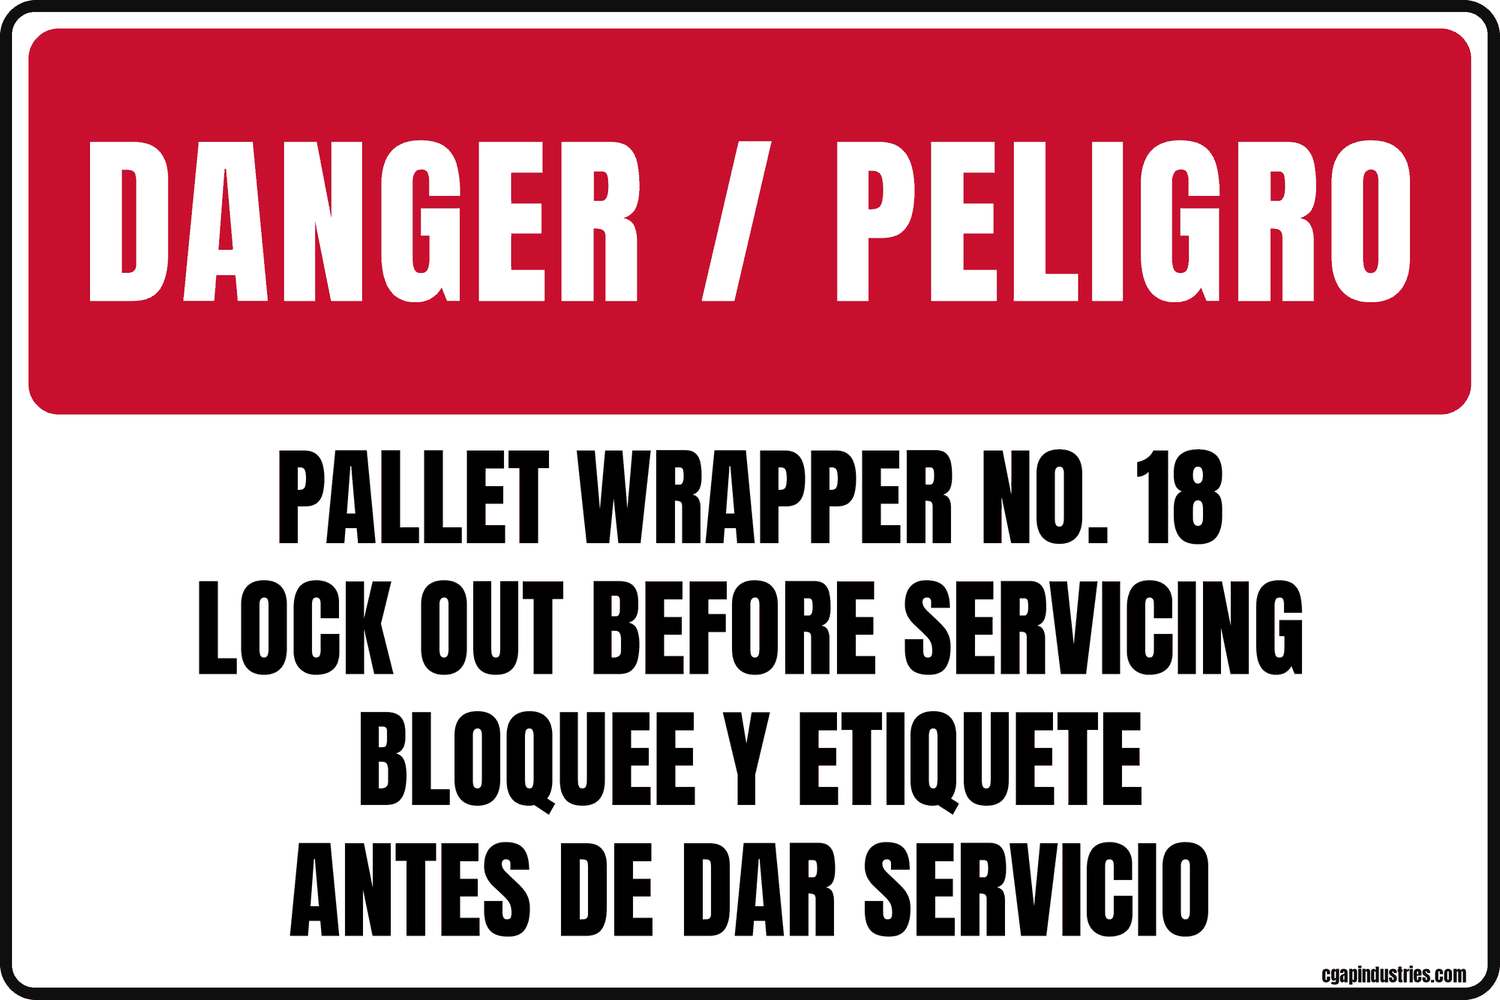 DANGER / PELIGRO
PALLET WRAPPER NO. 18
LOCK OUT BEFORE SERVICING
BLOQUEE Y ETIQUETE
ANTES DE DAR SERVICIO
cgapindustries.com